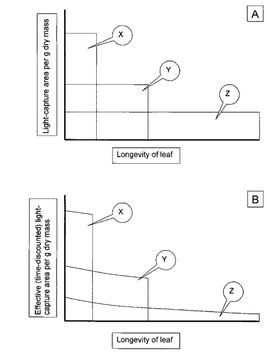 A
Light-capture area per g dry mass
X
Y
Z
Longevity of leaf
B
Effective (time-discounted) light-
capture area per g dry mass
X
Y
Z
Longevity of leaf